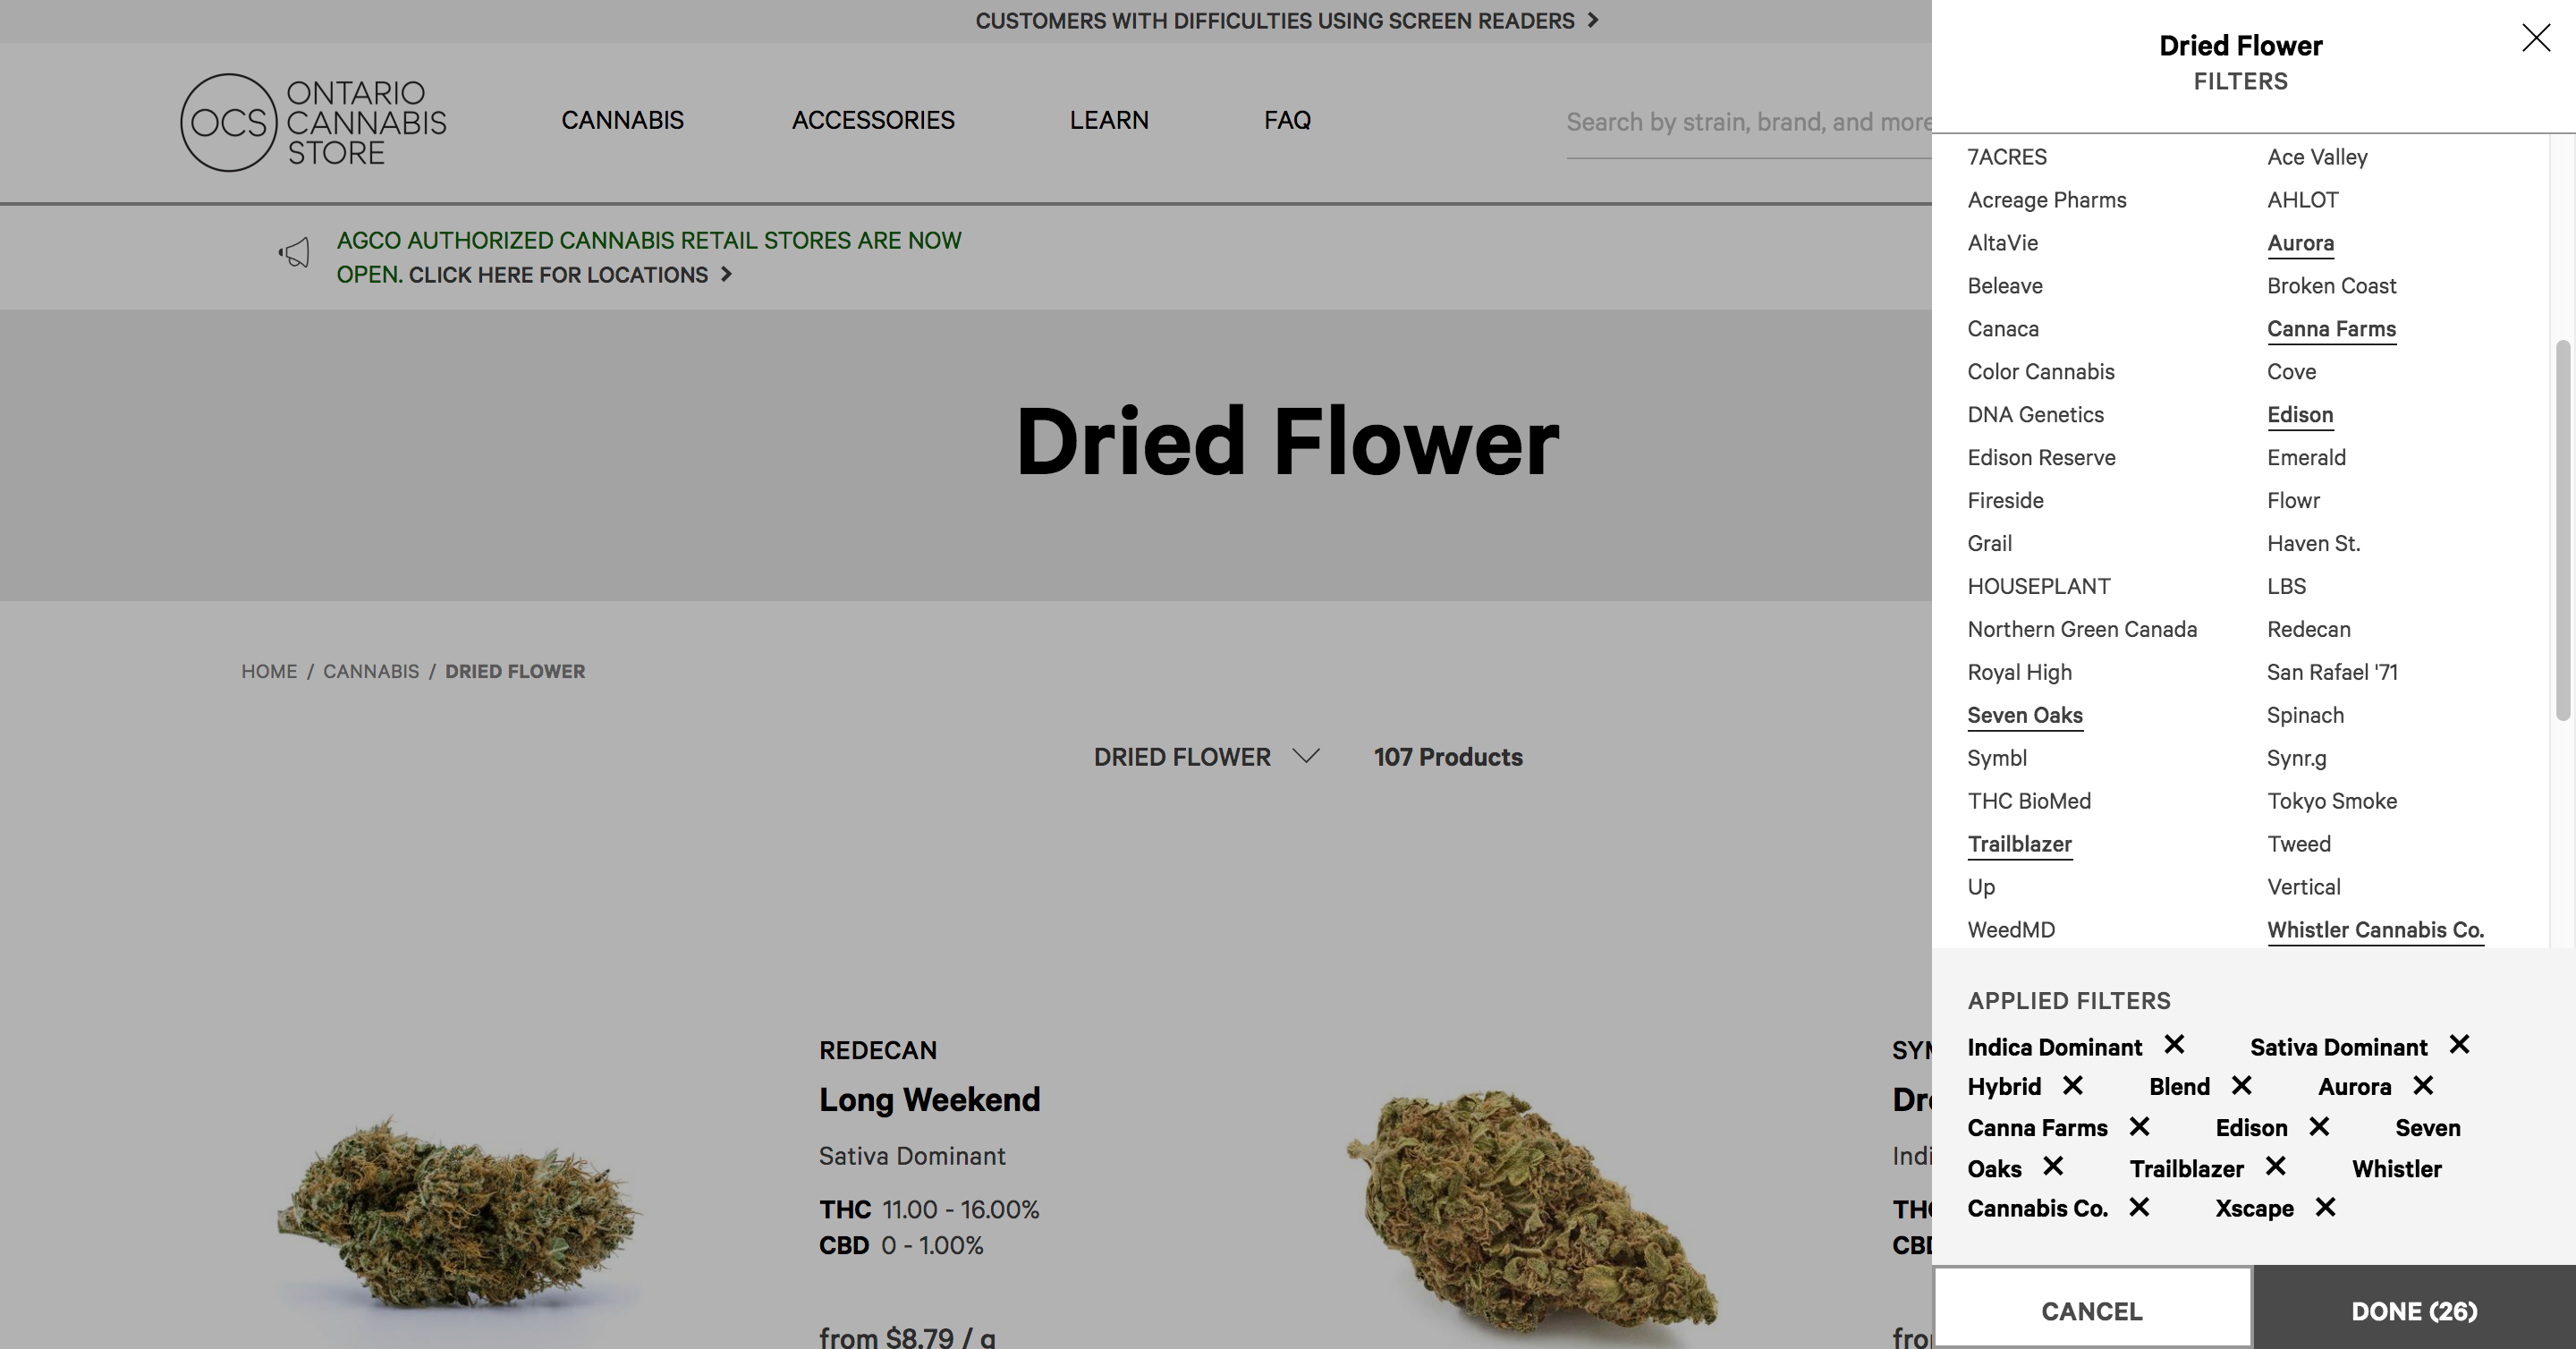 CUSTOMERS WITH DIFFICULTIES USING SCREEN READERS
OCS
ONTARIO
CANNABIS
STORE
CANNABIS
ACCESSORIES
LEARN
FAQ
Search by strain, brand, and more
AGCO AUTHORIZED CANNABIS RETAIL STORES ARE NOW
OPEN. CLICK HERE FOR LOCATIONS
Dried Flower
HOME / CANNABIS / DRIED FLOWER
DRIED FLOWER
107 Products
REDECAN
Long Weekend
Sativa Dominant
THC 11.00 - 16.00%
CBD 0 - 1.00%
from $8.79 / g
Dried Flower
FILTERS
7ACRES
Ace Valley
Acreage Pharms
AHLOT
AltaVie
Aurora
Beleave
Broken Coast
Canaca
Canna Farms
Color Cannabis
Cove
DNA Genetics
Edison
Edison Reserve
Emerald
Fireside
Flowr
Grail
Haven St.
HOUSEPLANT
LBS
Northern Green Canada
Redecan
Royal High
San Rafael '71
Seven Oaks
Spinach
Symbl
Synr.g
THC BioMed
Tokyo Smoke
Trailblazer
Tweed
Up
Vertical
WeedMD
Whistler Cannabis Co.
APPLIED FILTERS
Indica Dominant Sativa Dominant
Hybrid Blend Aurora
Canna Farms Edison Seven
Oaks Trailblazer Whistler
Cannabis Co. Xscape
CANCEL
DONE (26)